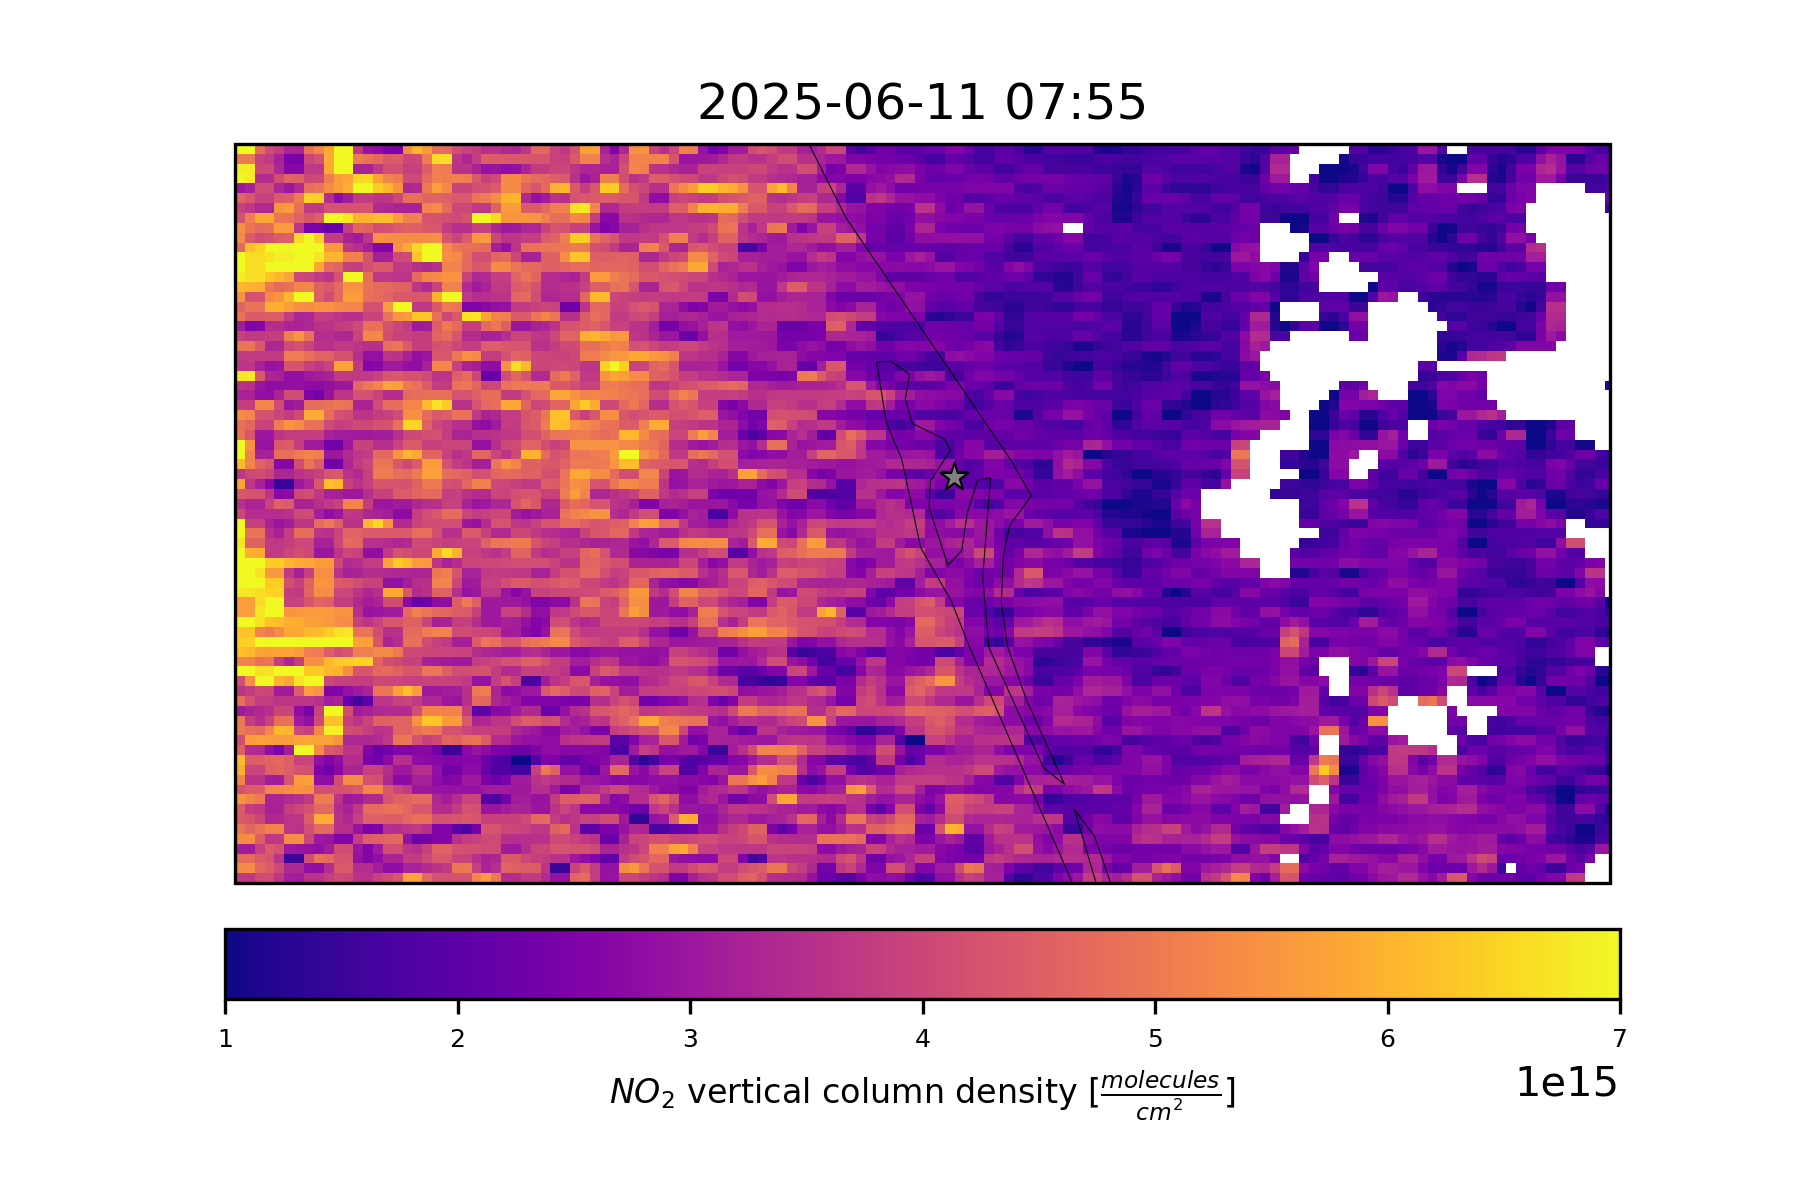 2025-06-11 07:55
1 2 3 4 5 6 7
1e15
NO₂ vertical column density [molecules/cm²]